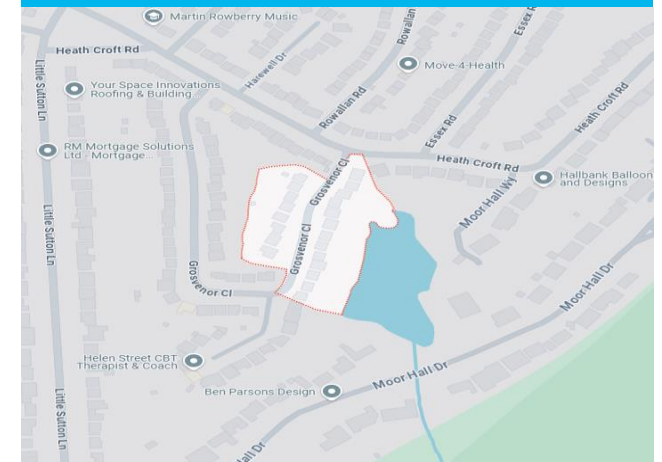 Martin Rowberry Music
Heath Croft Rd
Harewell Dr
Rowallan
Essex R
Move-4-Health
Your Space Innovations
Roofing & Building
Rowallan Rd
Essex Rd
Heath Croft Rd
Little Sutton Ln
RM Mortgage Solutions
Ltd - Mortgage...
Grosvenor Cl
Heath Croft Rd
Hallbank Balloon
and Designs
Moor Hall Wy
Little Sutton Ln
Grosvenor Cl
Grosvenor Cl
Moor Hall Dr
Helen Street CBT
Therapist & Coach
Moor Hall Dr
Ben Parsons Design
Little Sutton Ln
Hall Dr